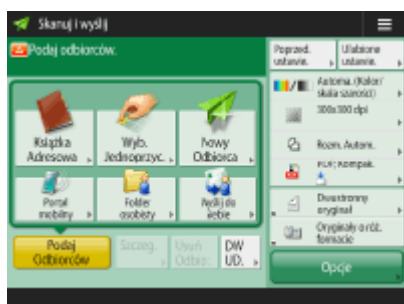 Skanuj i wyślij
Podaj odbiorców.
Poprzed.
ustawie.
Ulubione
ustawie.
Automa. (Kolor/
skala szarości)
300x300 dpi
Rozm. Autom.
PDF; Kompak.
Dwustronny
oryginał
Oryginały o róż.
formacie
Opcje
Książka
Adresowa
Wyb.
Jednoprzyc.
Nowy
Odbiorca
Portal
mobilny
Folder
osobisty
Wyślij do
siebie
Podaj
Odbiorców
Szczeg.
Usuń
Odbior.
DW
UD.